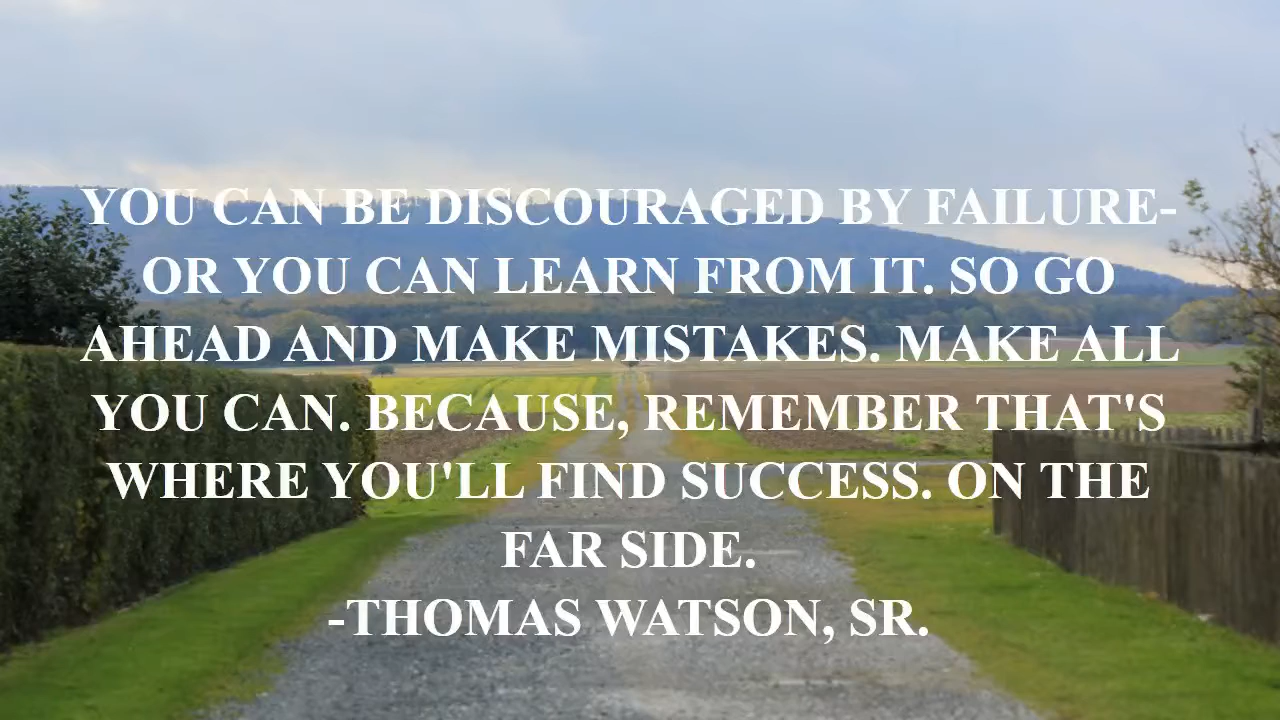 YOU CAN BE DISCOURAGED BY FAILURE-
OR YOU CAN LEARN FROM IT. SO GO
AHEAD AND MAKE MISTAKES. MAKE ALL
YOU CAN. BECAUSE, REMEMBER THAT'S
WHERE YOU'LL FIND SUCCESS. ON THE
FAR SIDE.
-THOMAS WATSON, SR.